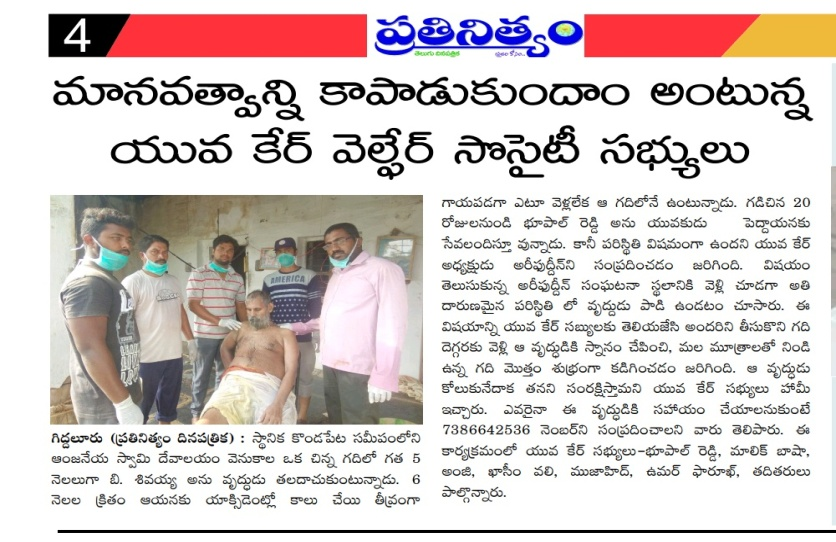 4
ప్రతినిత్యం
తెలుగు దినపత్రిక
మానవత్వాన్ని కాపాడుకుందాం అంటున్న
యువ కేర్ వెల్ఫేర్ సొసైటీ సభ్యులు
AMERICA
గిద్దలూరు (ప్రతినిత్యం దినపత్రిక) : స్థానిక కొండపేట సమీపంలోని
ఆంజనేయ స్వామి దేవాలయం వెనుకాల ఒక చిన్న గదిలో గత 5
నెలలుగా బి. శివయ్య అను వృద్ధుడు తలదాచుకుంటున్నాడు. 6
నెలల క్రితం ఆయనకు యాక్సిడెంట్లో కాలు చేయి తీవ్రంగా
గాయపడగా ఎటూ వెళ్లలేక ఆ గదిలోనే ఉంటున్నాడు. గడిచిన 20
రోజులనుండి భూపాల్ రెడ్డి అను యువకుడు పెద్దాయనకు
సేవలందిస్తూ వున్నాడు. కానీ పరిస్థితి విషమంగా ఉందని యువ కేర్
అధ్యక్షుడు అరీఫుద్దీన్‌ని సంప్రదించడం జరిగింది. విషయం
తెలుసుకున్న అరీఫుద్దీన్ సంఘటనా స్థలానికి వెళ్లి చూడగా అతి
దారుణమైన పరిస్థితి లో వృద్దుడు పాడి ఉండటం చూసారు. ఈ
విషయాన్ని యువ కేర్ సబ్యులకు తెలియజేసి అందరిని తీసుకొని గది
దెగ్గరకు వెళ్లి ఆ వృద్ధుడికి స్నానం చేపించి, మల మూత్రాలతో నిండి
ఉన్న గది మొత్తం శుభ్రంగా కడిగించడం జరిగింది. ఆ వృద్ధుడు
కోలుకునేదాక తనని సంరక్షిస్తామని యువ కేర్ సభ్యులు హామీ
ఇచ్చారు. ఎవరైనా ఈ వృద్ధుడికి సహాయం చేయాలనుకుంటే
7386642536 నెంబర్‌ని సంప్రదించాలని వారు తెలిపారు. ఈ
కార్యక్రమంలో యువ కేర్ సభ్యులు-భూపాల్ రెడ్డి, మాలిక్ బాషా,
అంజి, ఖాసీం వలి, ముజాహిద్, ఉమర్ ఫారూఖ్, తదితరులు
పాల్గొన్నారు.